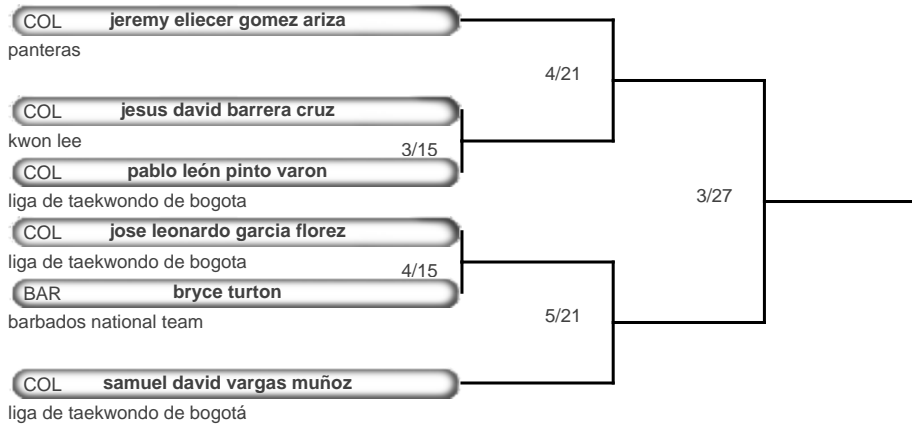 COL jeremy eliecer gomez ariza
panteras
4/21
COL jesus david barrera cruz
kwon lee
3/15
COL pablo león pinto varon
liga de taekwondo de bogota
3/27
COL jose leonardo garcia florez
liga de taekwondo de bogota
4/15
BAR bryce turton
barbados national team
5/21
COL samuel david vargas muñoz
liga de taekwondo de bogotá